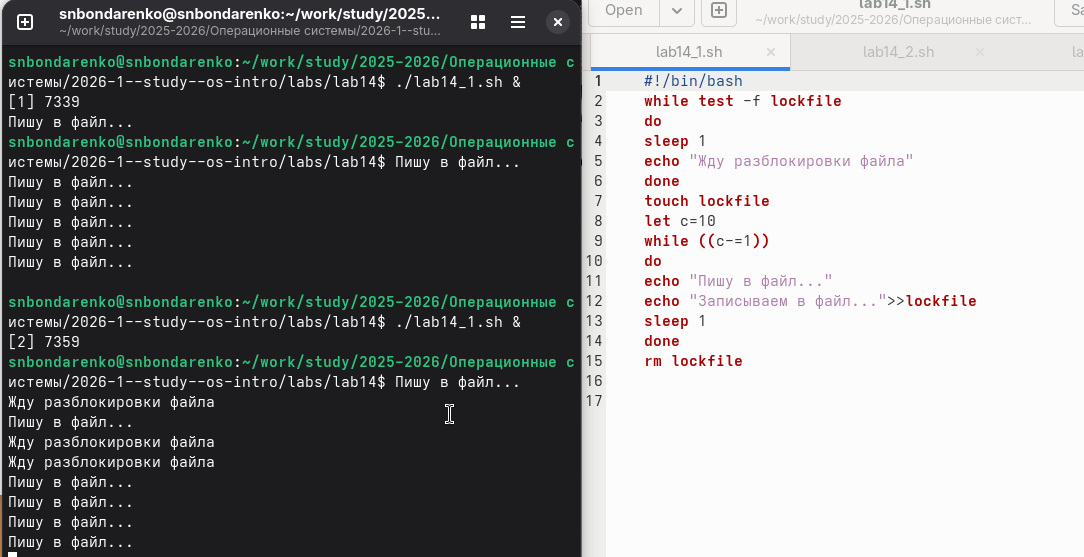 snbondarenko@snbondarenko:~/work/study/2025...
~/work/study/2025-2026/Операционные системы/2026-1--stu...
snbondarenko@snbondarenko:~/work/study/2025-2026/Операционные с
истемы/2026-1--study--os-intro/labs/lab14$ ./lab14_1.sh &
[1] 7339
Пишу в файл...
snbondarenko@snbondarenko:~/work/study/2025-2026/Операционные с
истемы/2026-1--study--os-intro/labs/lab14$ Пишу в файл...
Пишу в файл...
Пишу в файл...
Пишу в файл...
Пишу в файл...
Пишу в файл...
snbondarenko@snbondarenko:~/work/study/2025-2026/Операционные с
истемы/2026-1--study--os-intro/labs/lab14$ ./lab14_1.sh &
[2] 7359
snbondarenko@snbondarenko:~/work/study/2025-2026/Операционные с
истемы/2026-1--study--os-intro/labs/lab14$ Пишу в файл...
Жду разблокировки файла
Пишу в файл...
Жду разблокировки файла
Жду разблокировки файла
Пишу в файл...
Пишу в файл...
Пишу в файл...
Пишу в файл...
Open
lab14_1.sh
~/work/study/2025-2026/Операционные сист...
Sa
lab14_1.sh ×
lab14_2.sh ×
la
1 #!/bin/bash
2 while test -f lockfile
3 do
4 sleep 1
5 echo "Жду разблокировки файла"
6 done
7 touch lockfile
8 let c=10
9 while ((c-=1))
10 do
11 echo "Пишу в файл..."
12 echo "Записываем в файл...">>lockfile
13 sleep 1
14 done
15 rm lockfile
16
17